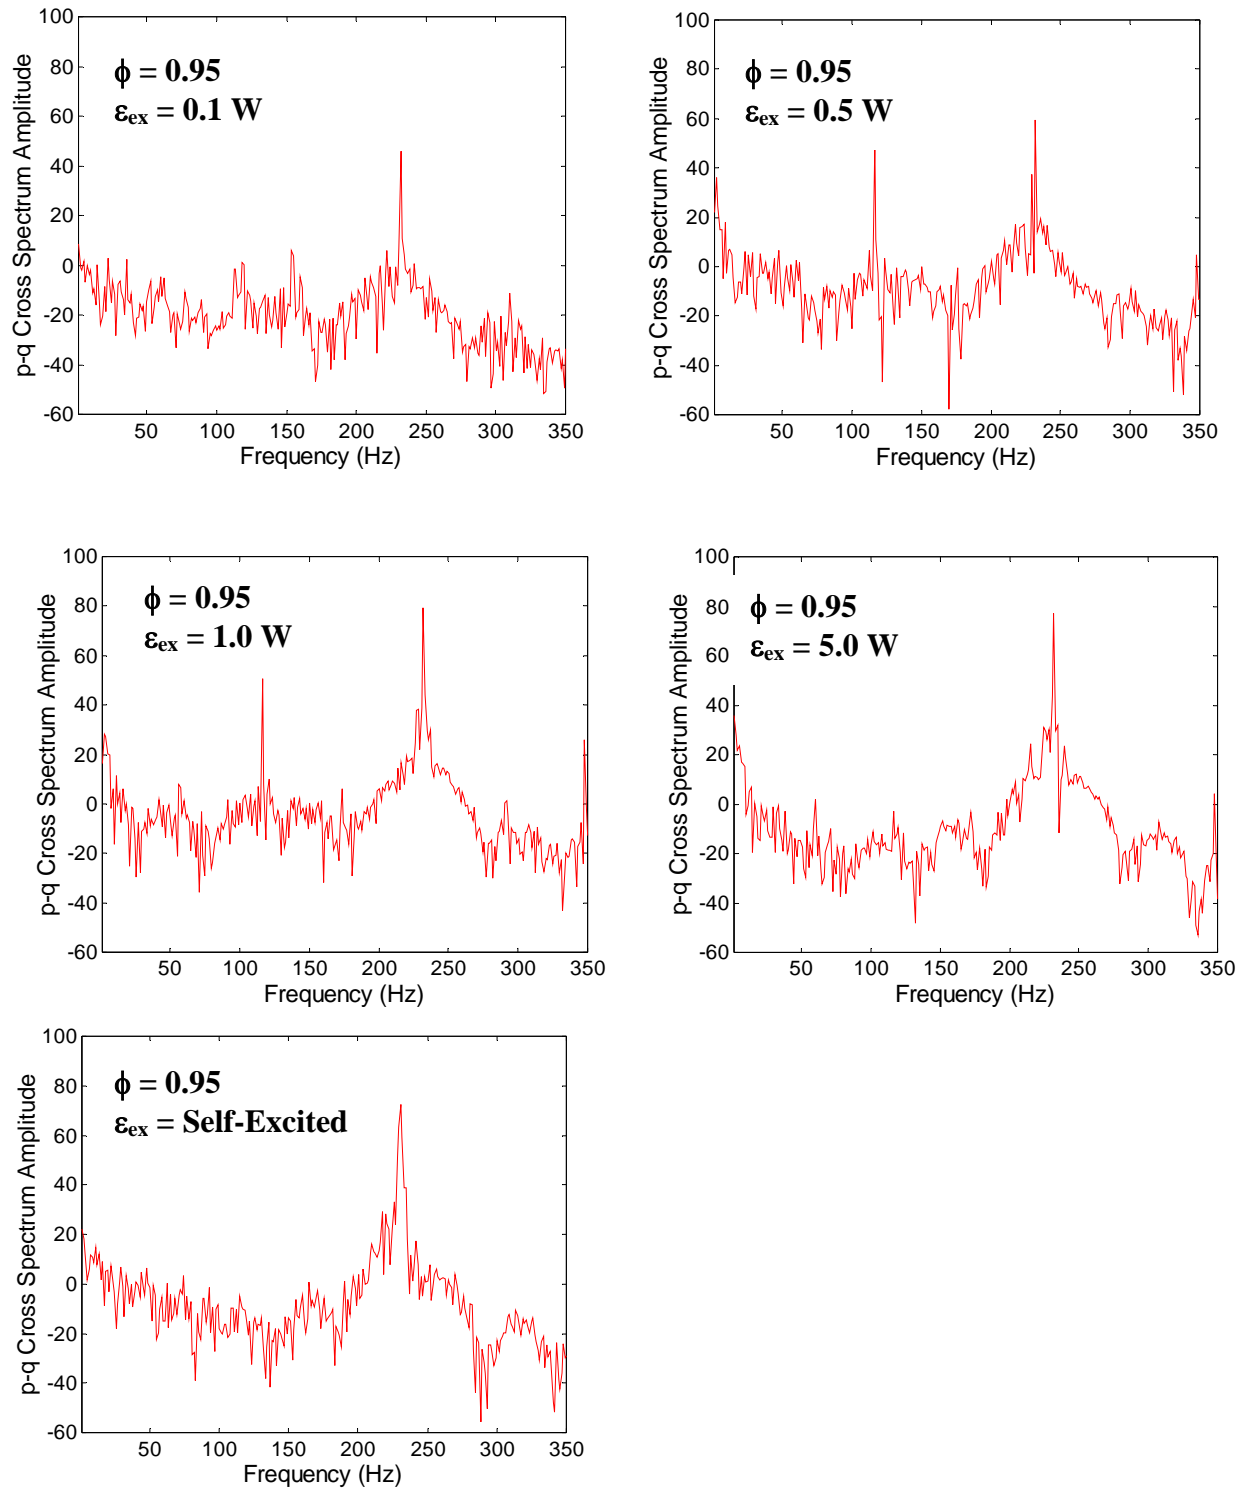 100
80
60
40
20
0
-20
-40
-60
p-q Cross Spectrum Amplitude
ϕ = 0.95
εex = 0.1 W
50 100 150 200 250 300 350
Frequency (Hz)
100
80
60
40
20
0
-20
-40
-60
p-q Cross Spectrum Amplitude
ϕ = 0.95
εex = 0.5 W
50 100 150 200 250 300 350
Frequency (Hz)
100
80
60
40
20
0
-20
-40
-60
p-q Cross Spectrum Amplitude
ϕ = 0.95
εex = 1.0 W
50 100 150 200 250 300 350
Frequency (Hz)
100
80
60
40
20
0
-20
-40
-60
p-q Cross Spectrum Amplitude
ϕ = 0.95
εex = 5.0 W
50 100 150 200 250 300 350
Frequency (Hz)
100
80
60
40
20
0
-20
-40
-60
p-q Cross Spectrum Amplitude
ϕ = 0.95
εex = Self-Excited
50 100 150 200 250 300 350
Frequency (Hz)